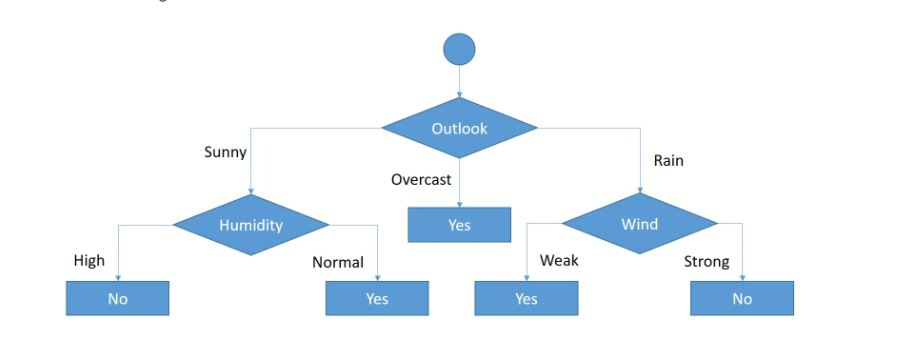 Outlook
Sunny
Rain
Overcast
Humidity
Yes
Wind
High
Normal
Weak
Strong
No
Yes
Yes
No